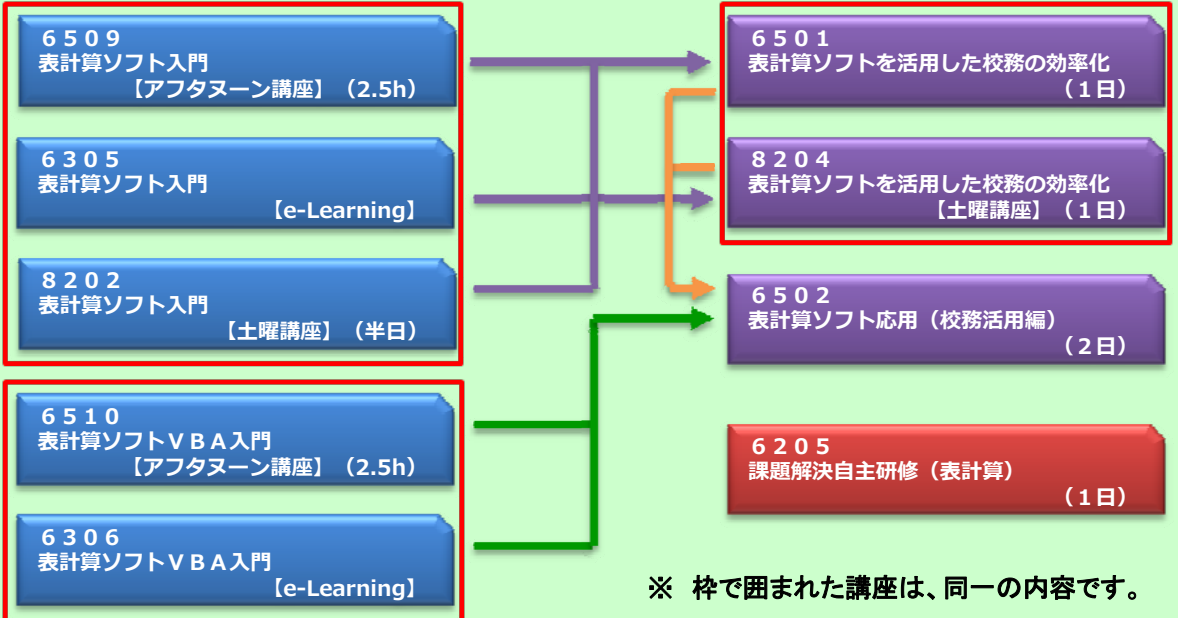 ６５０９
表計算ソフト入門
【アフタヌーン講座】（2.5h）
６３０５
表計算ソフト入門
【e-Learning】
８２０２
表計算ソフト入門
【土曜講座】（半日）
６５１０
表計算ソフトＶＢＡ入門
【アフタヌーン講座】（2.5h）
６３０６
表計算ソフトＶＢＡ入門
【e-Learning】
６５０１
表計算ソフトを活用した校務の効率化
（１日）
８２０４
表計算ソフトを活用した校務の効率化
【土曜講座】（１日）
６５０２
表計算ソフト応用（校務活用編）
（２日）
６２０５
課題解決自主研修（表計算）
（１日）
※　枠で囲まれた講座は、同一の内容です。